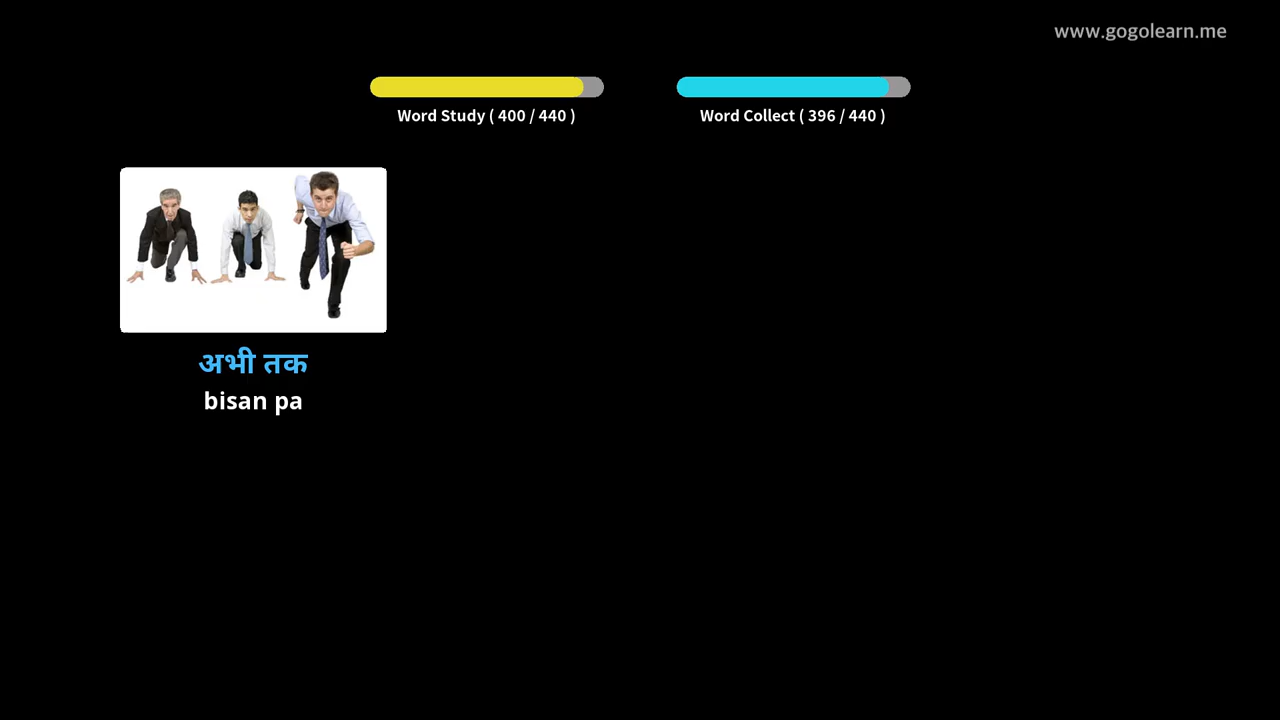 www.gogolearn.me
Word Study ( 400 / 440 )
Word Collect ( 396 / 440 )
अभी तक
bisan pa